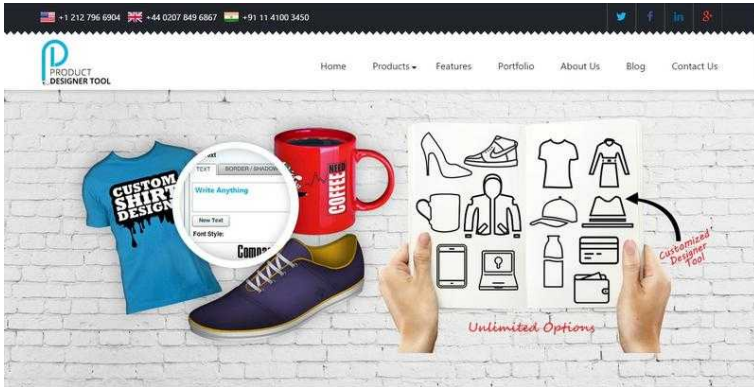 +1 212 796 6904 +44 0207 849 6867 +91 11 4100 3450
PRODUCT
DESIGNER TOOL
Home Products Features Portfolio About Us Blog Contact Us
CUSTOM
SHIRT
DESIGN
TEXT BORDER / SHADOW
Write Anything
New Text
Font Style:
NEED
COFFEE
Customized
Designer
Tool
Unlimited Options